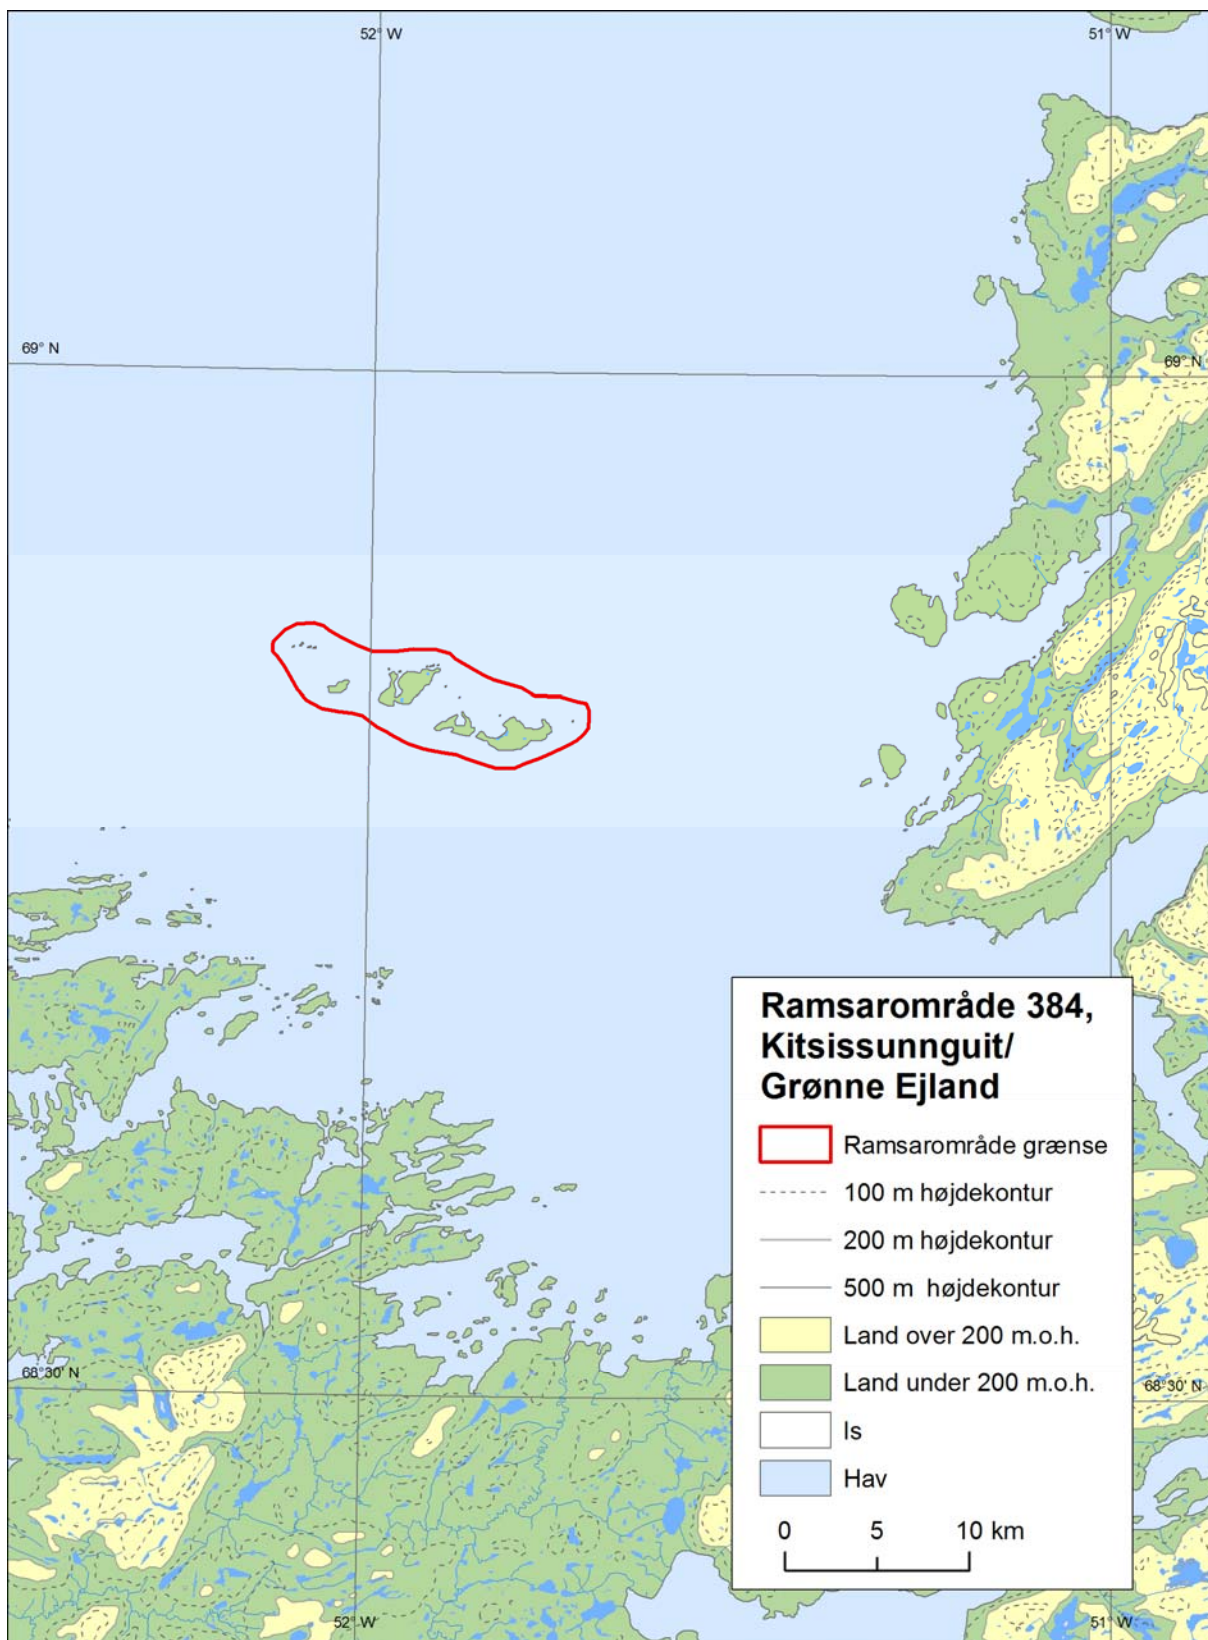 52° W
51° W
69° N
69° N
Ramsarområde 384,
Kitsissunnguit/
Grønne Ejland
Ramsarområde grænse
100 m højdekontur
200 m højdekontur
500 m højdekontur
Land over 200 m.o.h.
68°30' N
68°30' N
Land under 200 m.o.h.
Is
Hav
0 5 10 km
52° W
51° W